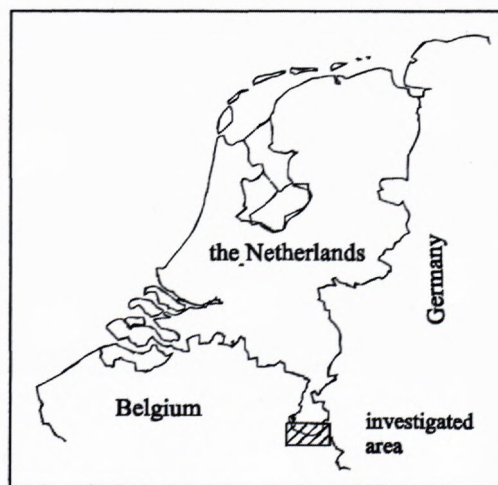 the Netherlands
Germany
Belgium
investigated
area